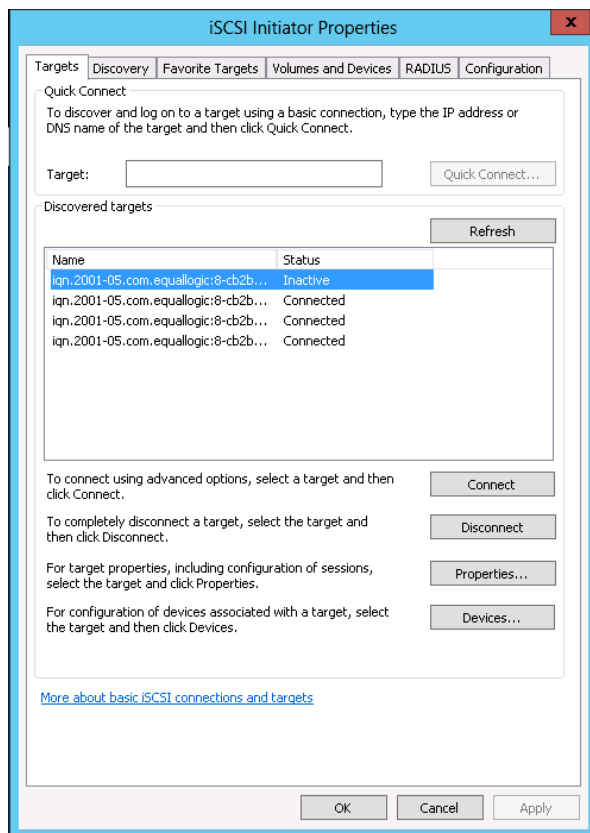 iSCSI Initiator Properties
x
Targets Discovery Favorite Targets Volumes and Devices RADIUS Configuration
Quick Connect
To discover and log on to a target using a basic connection, type the IP address or
DNS name of the target and then click Quick Connect.
Target:
Quick Connect...
Discovered targets
Refresh
Name Status
iqn.2001-05.com.equallogic:8-cb2b... Inactive
iqn.2001-05.com.equallogic:8-cb2b... Connected
iqn.2001-05.com.equallogic:8-cb2b... Connected
iqn.2001-05.com.equallogic:8-cb2b... Connected
To connect using advanced options, select a target and then
click Connect.
Connect
To completely disconnect a target, select the target and
then click Disconnect.
Disconnect
For target properties, including configuration of sessions,
select the target and click Properties.
Properties...
For configuration of devices associated with a target, select
the target and then click Devices.
Devices...
More about basic iSCSI connections and targets
OK Cancel Apply